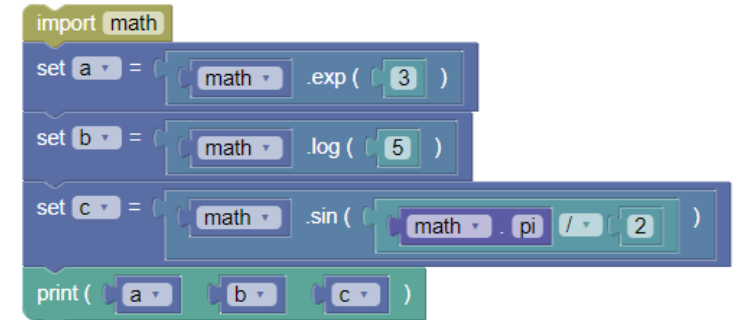 import math
set a = math .exp ( 3 )
set b = math .log ( 5 )
set c = math .sin ( math . pi / 2 )
print ( a b c )